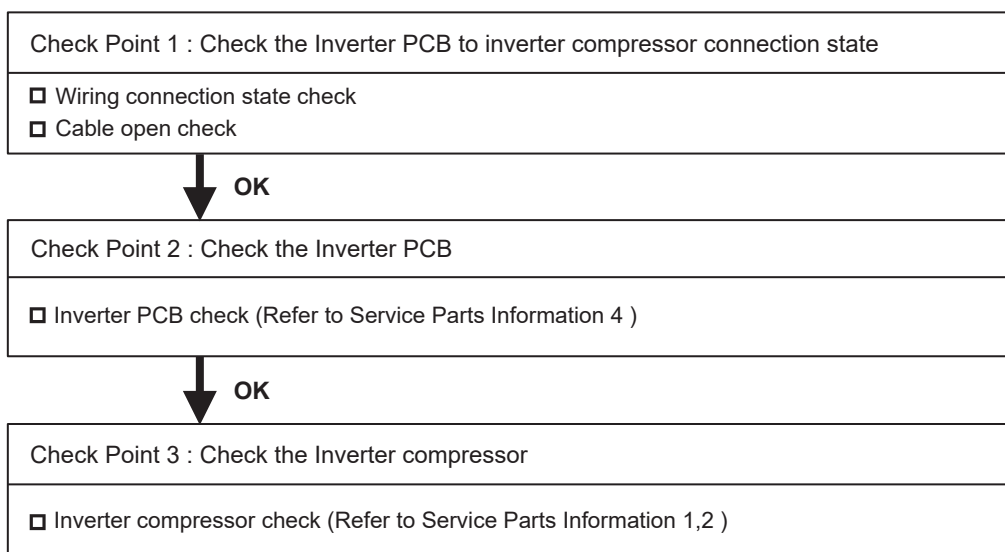 Check Point 1 : Check the Inverter PCB to inverter compressor connection state
Wiring connection state check
Cable open check
OK
Check Point 2 : Check the Inverter PCB
Inverter PCB check (Refer to Service Parts Information 4 )
OK
Check Point 3 : Check the Inverter compressor
Inverter compressor check (Refer to Service Parts Information 1,2 )